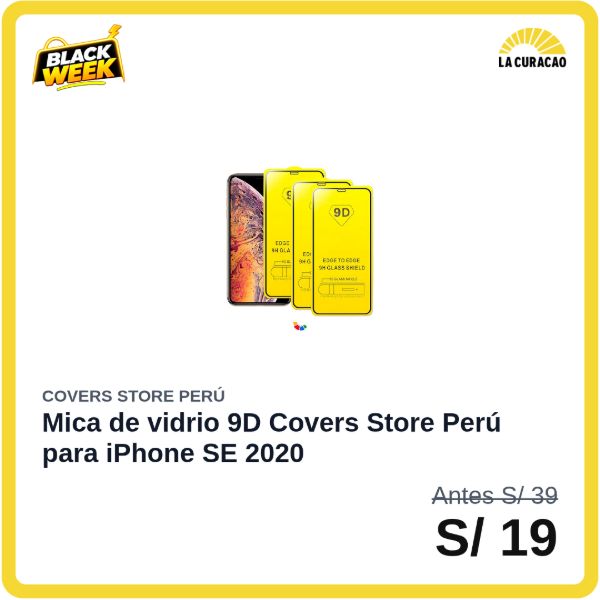 BLACK
WEEK
LA CURACAO
9D
EDGE TO EDGE
9H GLASS SHIELD
COVERS STORE PERÚ
Mica de vidrio 9D Covers Store Perú
para iPhone SE 2020
Antes S/ 39
S/ 19